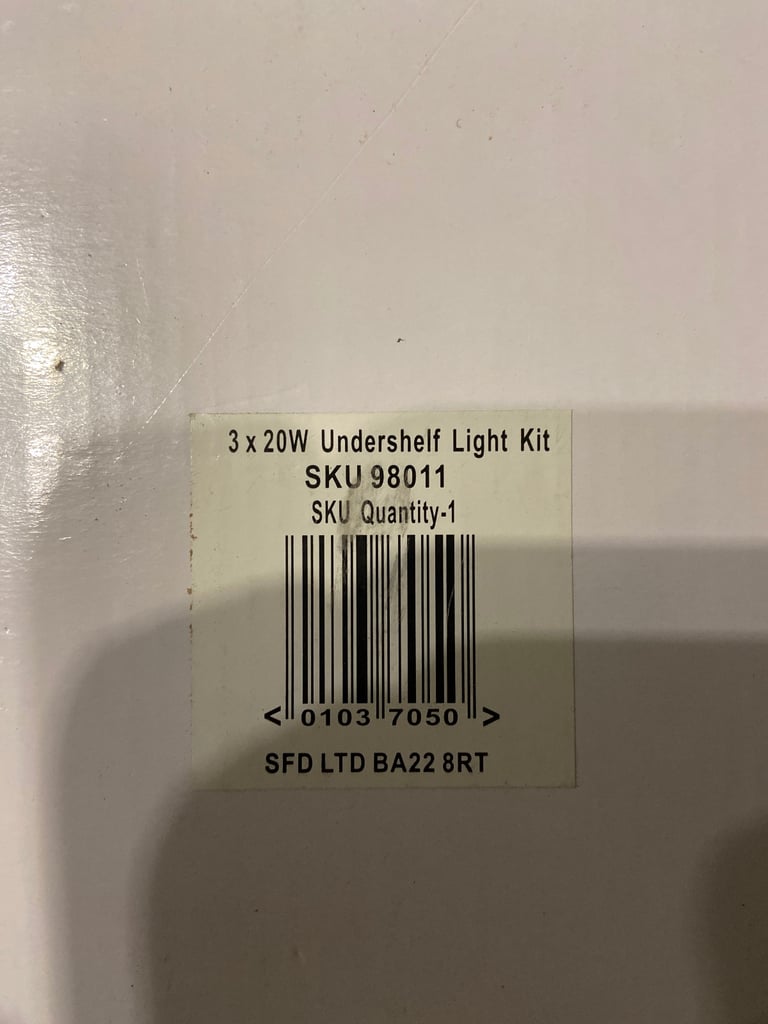 3 x 20W Undershelf Light Kit
SKU 98011
SKU Quantity-1
< 0103 7050 >
SFD LTD BA22 8RT